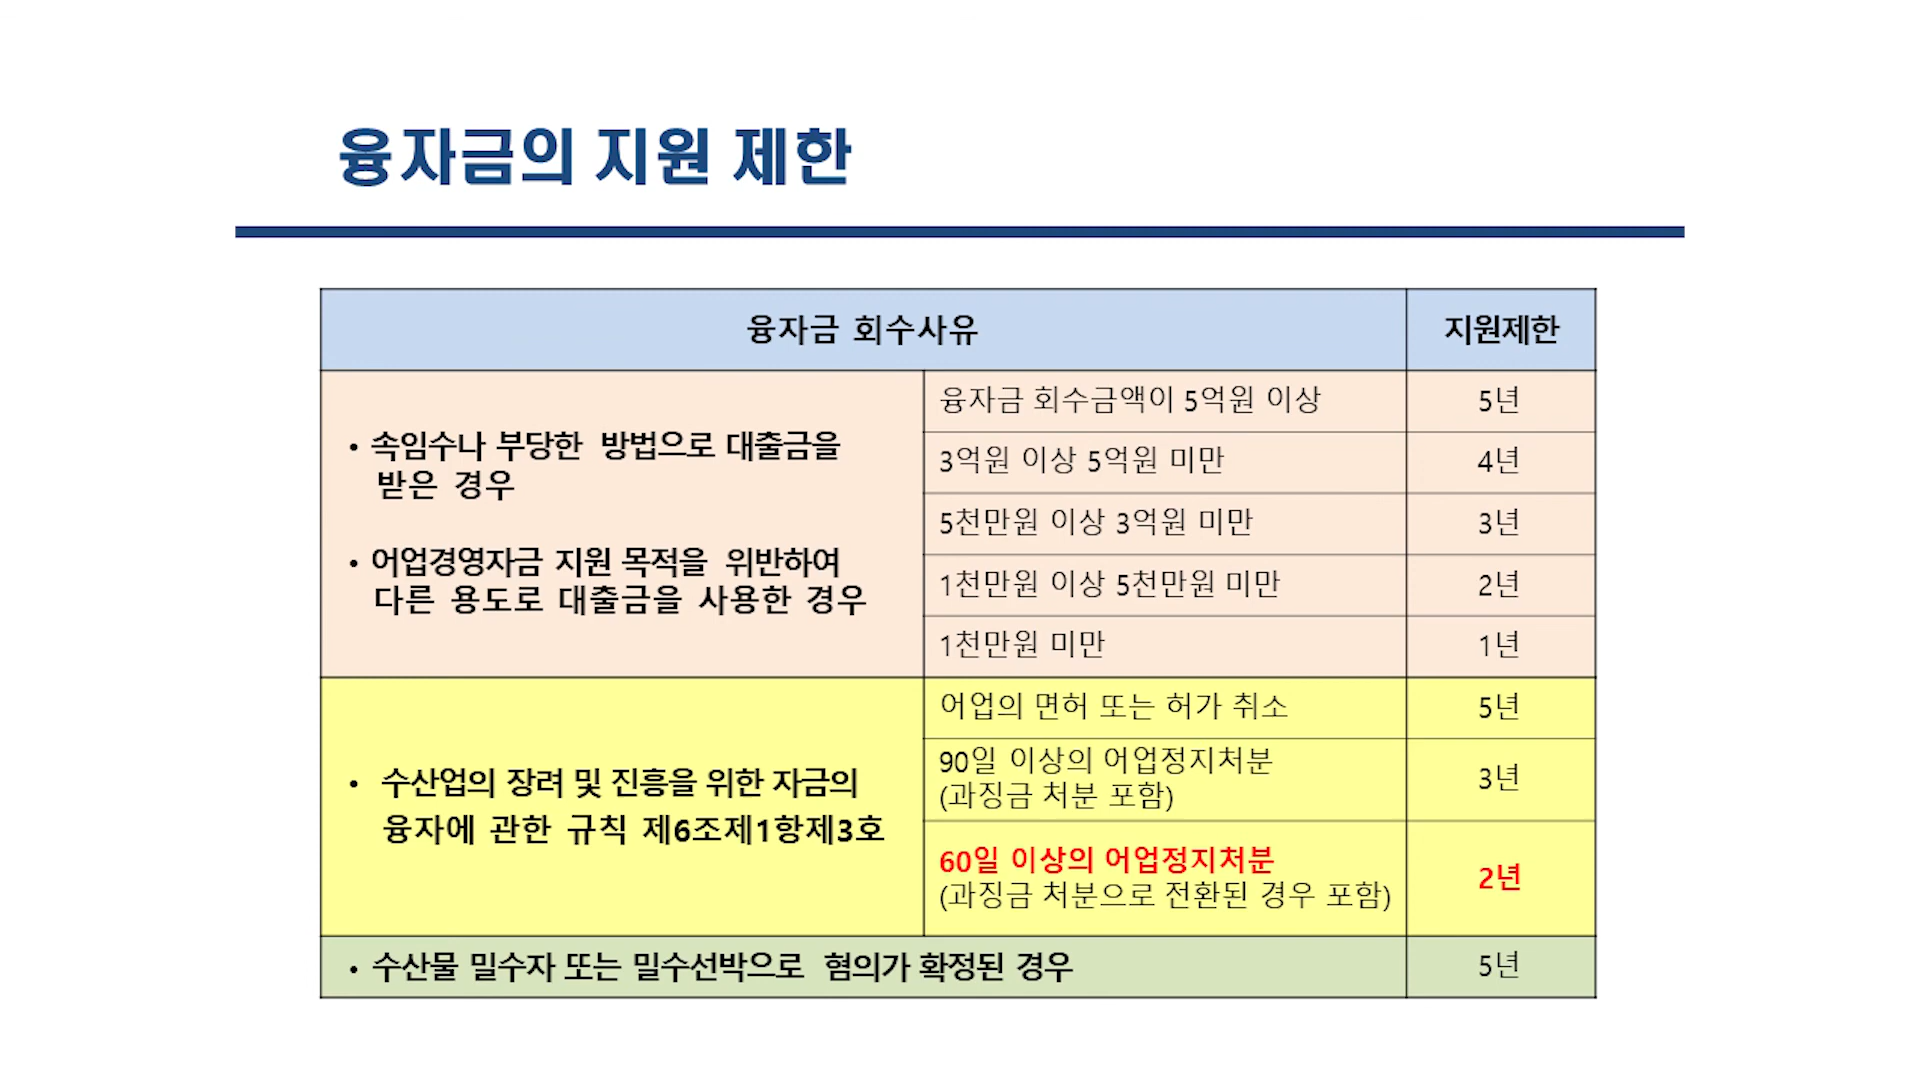 융자금의 지원 제한
융자금 회수사유
지원제한
• 속임수나 부당한 방법으로 대출금을
받은 경우
• 어업경영자금 지원 목적을 위반하여
다른 용도로 대출금을 사용한 경우
융자금 회수금액이 5억원 이상
5년
3억원 이상 5억원 미만
4년
5천만원 이상 3억원 미만
3년
1천만원 이상 5천만원 미만
2년
1천만원 미만
1년
• 수산업의 장려 및 진흥을 위한 자금의
융자에 관한 규칙 제6조제1항제3호
어업의 면허 또는 허가 취소
5년
90일 이상의 어업정지처분
(과징금 처분 포함)
3년
60일 이상의 어업정지처분
(과징금 처분으로 전환된 경우 포함)
2년
• 수산물 밀수자 또는 밀수선박으로 혐의가 확정된 경우
5년